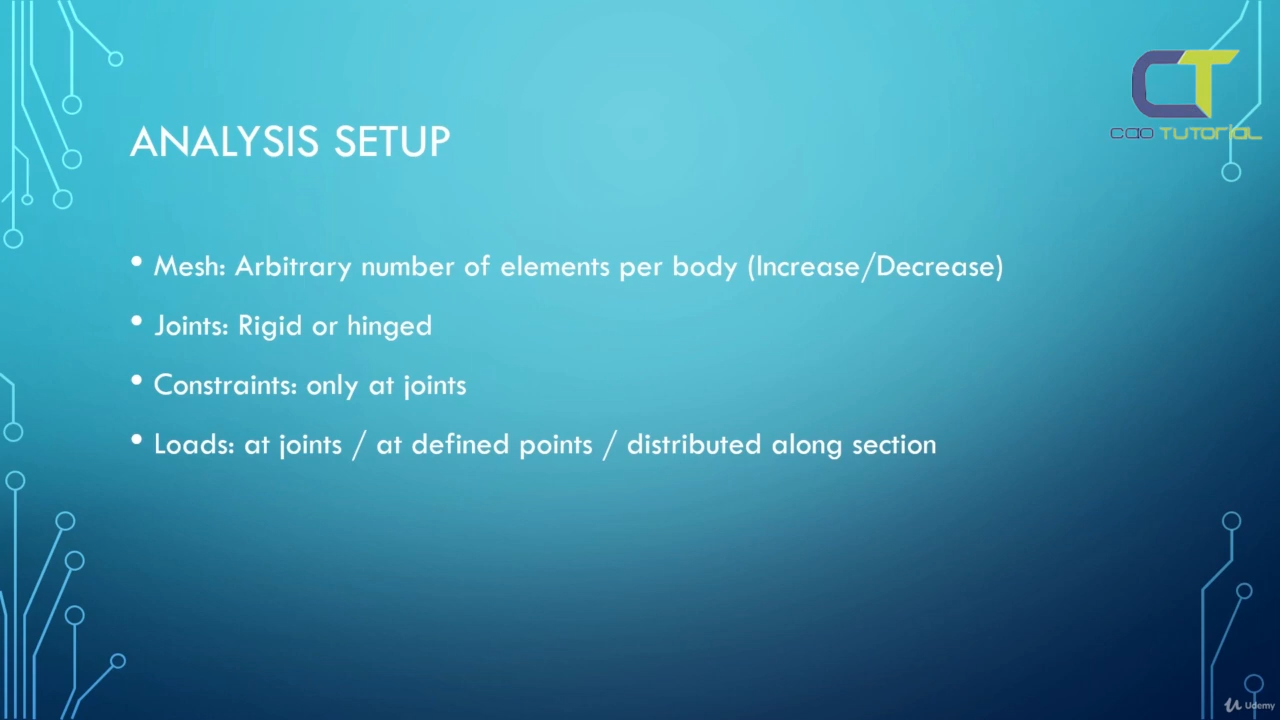 CT
CAD TUTORIAL
ANALYSIS SETUP
• Mesh: Arbitrary number of elements per body (Increase/Decrease)
• Joints: Rigid or hinged
• Constraints: only at joints
• Loads: at joints / at defined points / distributed along section
Udemy